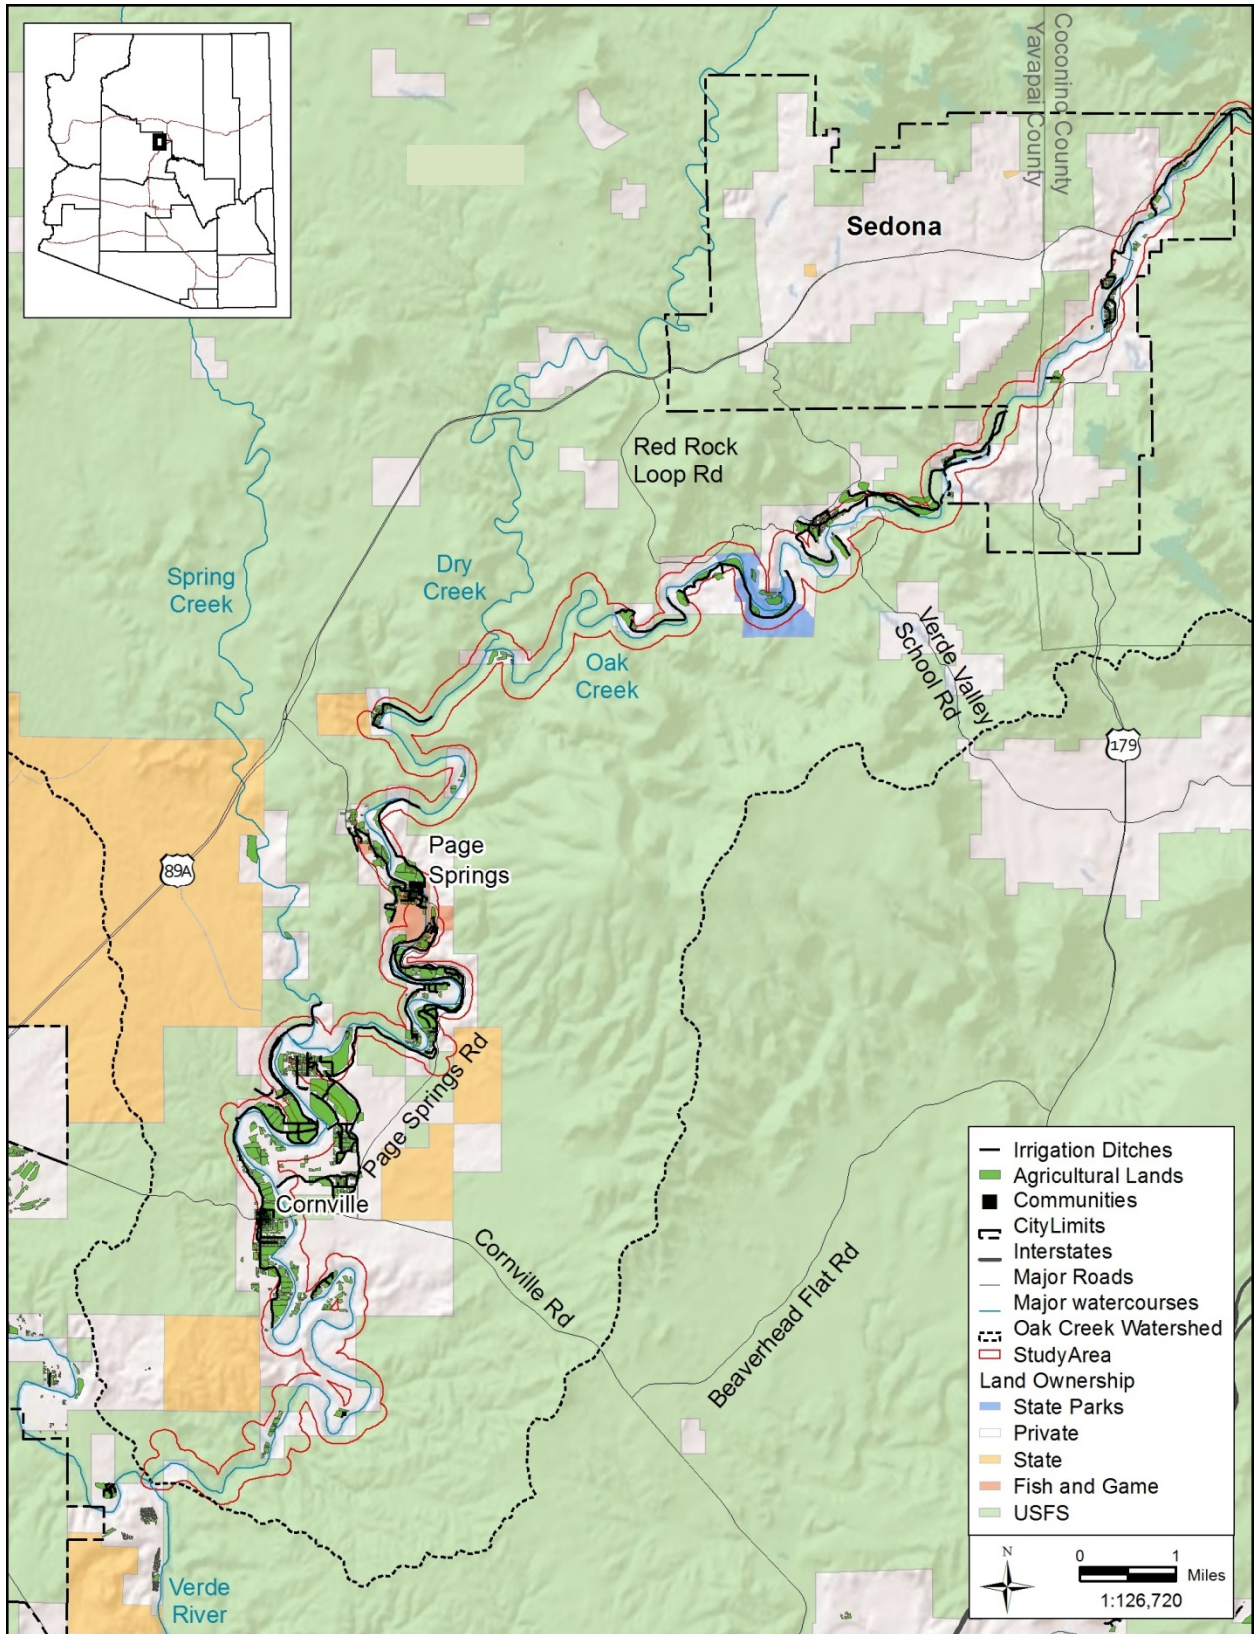 Coconino County
Yavapai County
Sedona
Red Rock
Loop Rd
Spring
Creek
Dry
Creek
Oak
Creek
Verde Valley
School Rd
179
Page
Springs
89A
Page Springs Rd
Cornville
Cornville Rd
Beaverhead Flat Rd
Verde
River
Irrigation Ditches
Agricultural Lands
Communities
CityLimits
Interstates
Major Roads
Major watercourses
Oak Creek Watershed
StudyArea
Land Ownership
State Parks
Private
State
Fish and Game
USFS
N
0 1
Miles
1:126,720